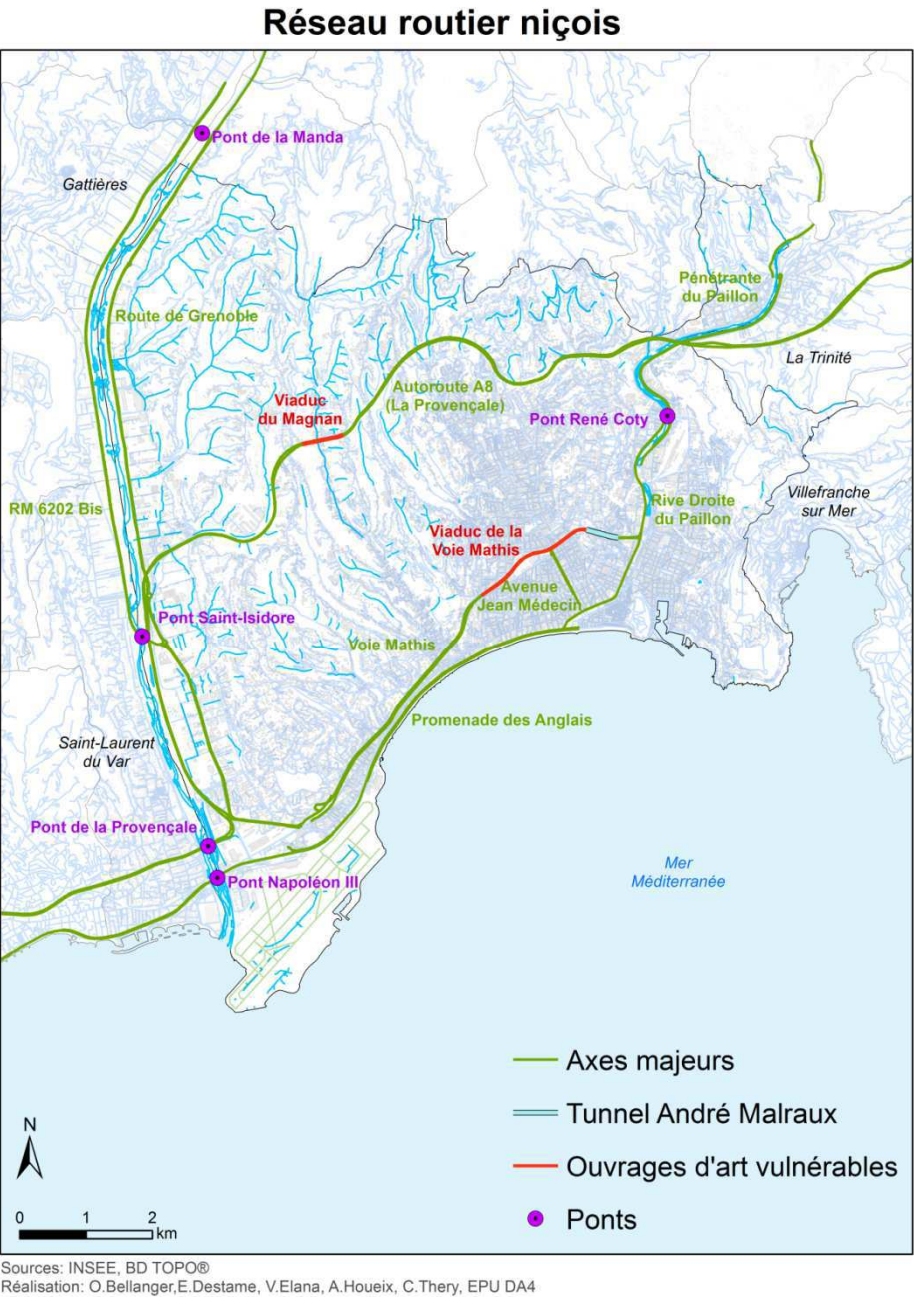 Réseau routier niçois
Pont de la Manda
Gattières
Pénétrante
du Paillon
Route de Grenoble
La Trinité
Autoroute A8
(La Provençale)
Viaduc
du Magnan
Pont René Coty
Villefranche
sur Mer
RM 6202 Bis
Rive Droite
du Paillon
Viaduc de la
Voie Mathis
Avenue
Jean Médecin
Pont Saint-Isidore
Voie Mathis
Promenade des Anglais
Saint-Laurent
du Var
Pont de la Provençale
Mer
Méditerranée
Pont Napoléon III
Axes majeurs
Tunnel André Malraux
Ouvrages d'art vulnérables
Ponts
N
0 1 2
km
Sources: INSEE, BD TOPO®
Réalisation: O.Bellanger,E.Destame, V.Elana, A.Houeix, C.Thery, EPU DA4